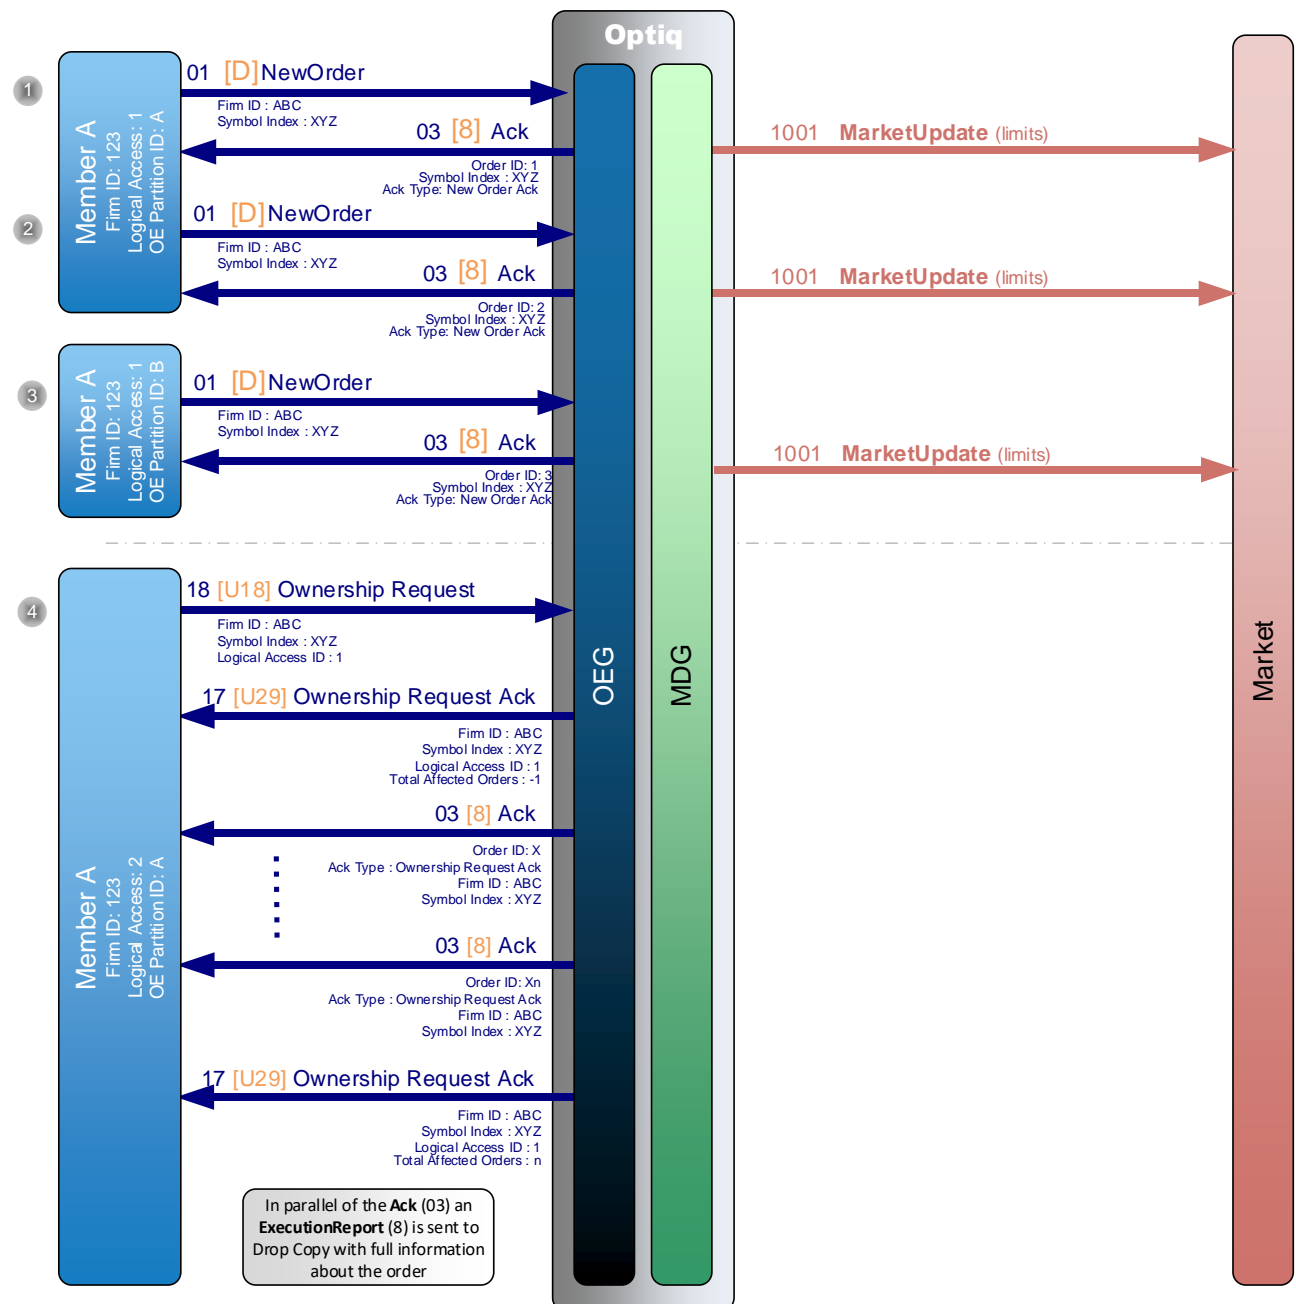 Optiq
1
Member A
Firm ID: 123
Logical Access: 1
OE Partition ID: A
01 [D] NewOrder
Firm ID : ABC
Symbol Index : XYZ
03 [8] Ack
Order ID: 1
Symbol Index : XYZ
Ack Type: New Order Ack
1001 MarketUpdate (limits)
2
01 [D] NewOrder
Firm ID : ABC
Symbol Index : XYZ
03 [8] Ack
Order ID: 2
Symbol Index : XYZ
Ack Type: New Order Ack
1001 MarketUpdate (limits)
3
Member A
Firm ID: 123
Logical Access: 1
OE Partition ID: B
01 [D] NewOrder
Firm ID : ABC
Symbol Index : XYZ
03 [8] Ack
Order ID: 3
Symbol Index : XYZ
Ack Type: New Order Ack
1001 MarketUpdate (limits)
4
Member A
Firm ID: 123
Logical Access: 2
OE Partition ID: A
18 [U18] Ownership Request
Firm ID : ABC
Symbol Index : XYZ
Logical Access ID : 1
17 [U29] Ownership Request Ack
Firm ID : ABC
Symbol Index : XYZ
Logical Access ID : 1
Total Affected Orders : -1
03 [8] Ack
Order ID: X
Ack Type : Ownership Request Ack
Firm ID : ABC
Symbol Index : XYZ
03 [8] Ack
Order ID: Xn
Ack Type : Ownership Request Ack
Firm ID : ABC
Symbol Index : XYZ
17 [U29] Ownership Request Ack
Firm ID : ABC
Symbol Index : XYZ
Logical Access ID : 1
Total Affected Orders : n
OEG
MDG
Market
In parallel of the Ack (03) an
ExecutionReport (8) is sent to
Drop Copy with full information
about the order